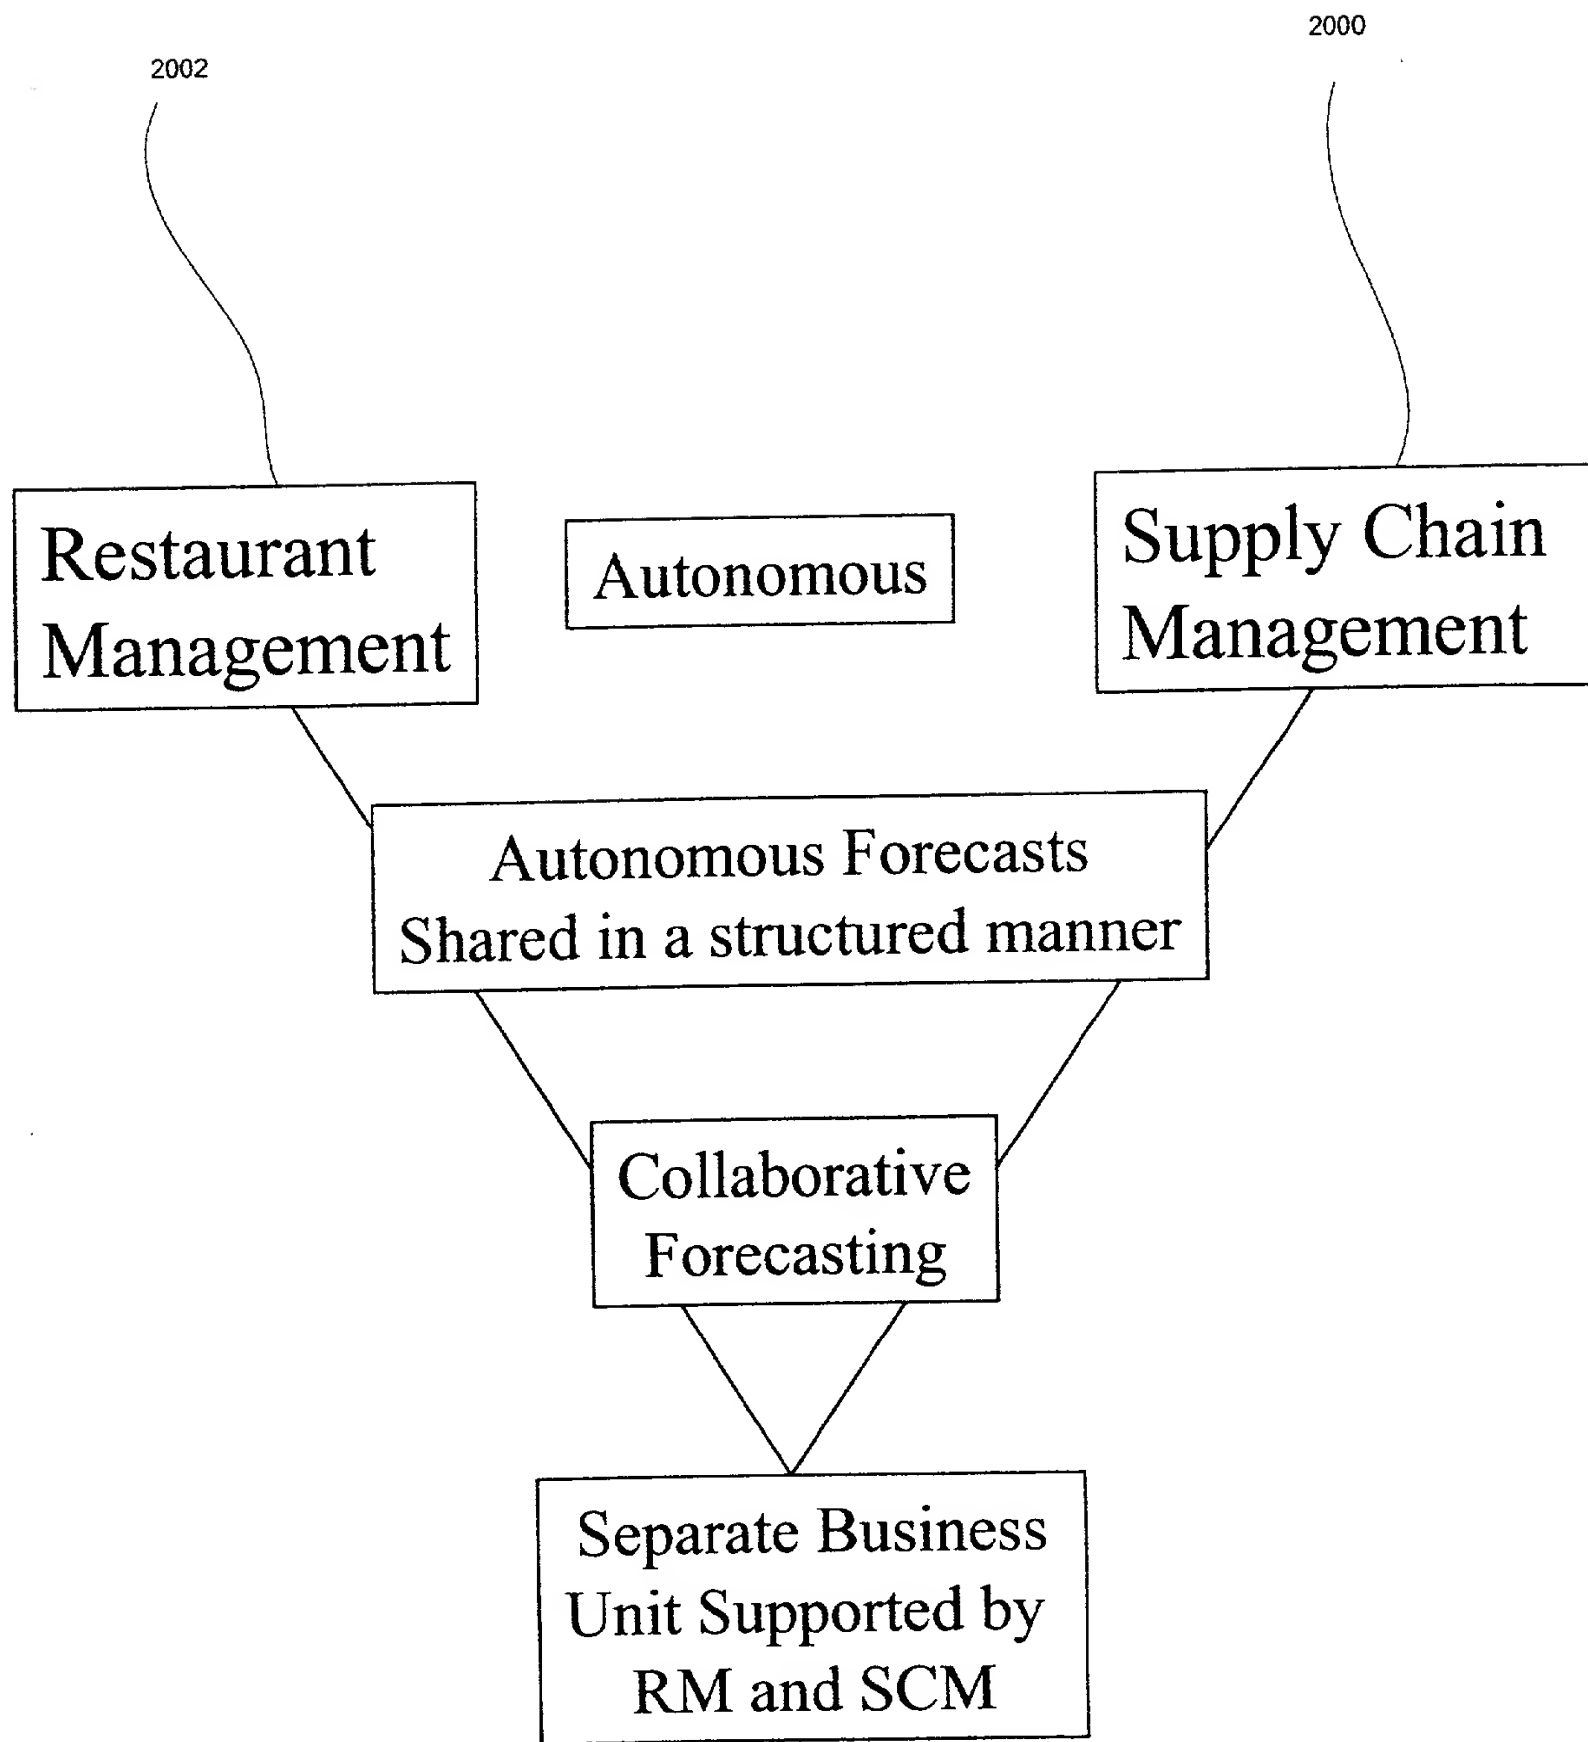 2002
2000
Restaurant
Management
Autonomous
Supply Chain
Management
Autonomous Forecasts
Shared in a structured manner
Collaborative
Forecasting
Separate Business
Unit Supported by
RM and SCM